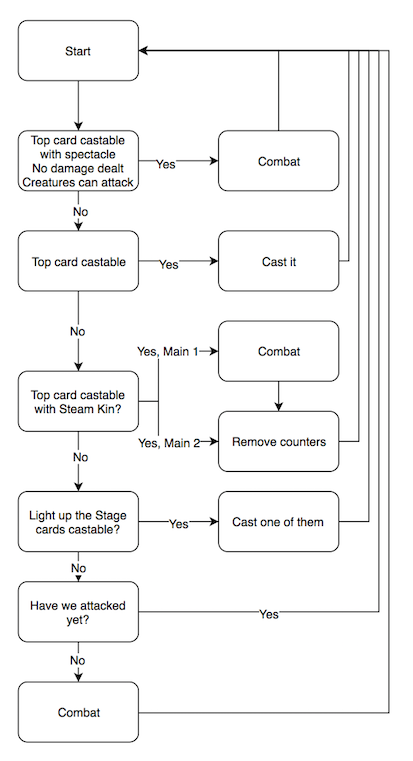 Start
Top card castable
with spectacle
No damage dealt
Creatures can attack
Yes
Combat
No
Top card castable
Yes
Cast it
No
Yes, Main 1
Combat
Top card castable
with Steam Kin?
Yes, Main 2
Remove counters
No
Light up the Stage
cards castable?
Yes
Cast one of them
No
Have we attacked
yet?
Yes
No
Combat